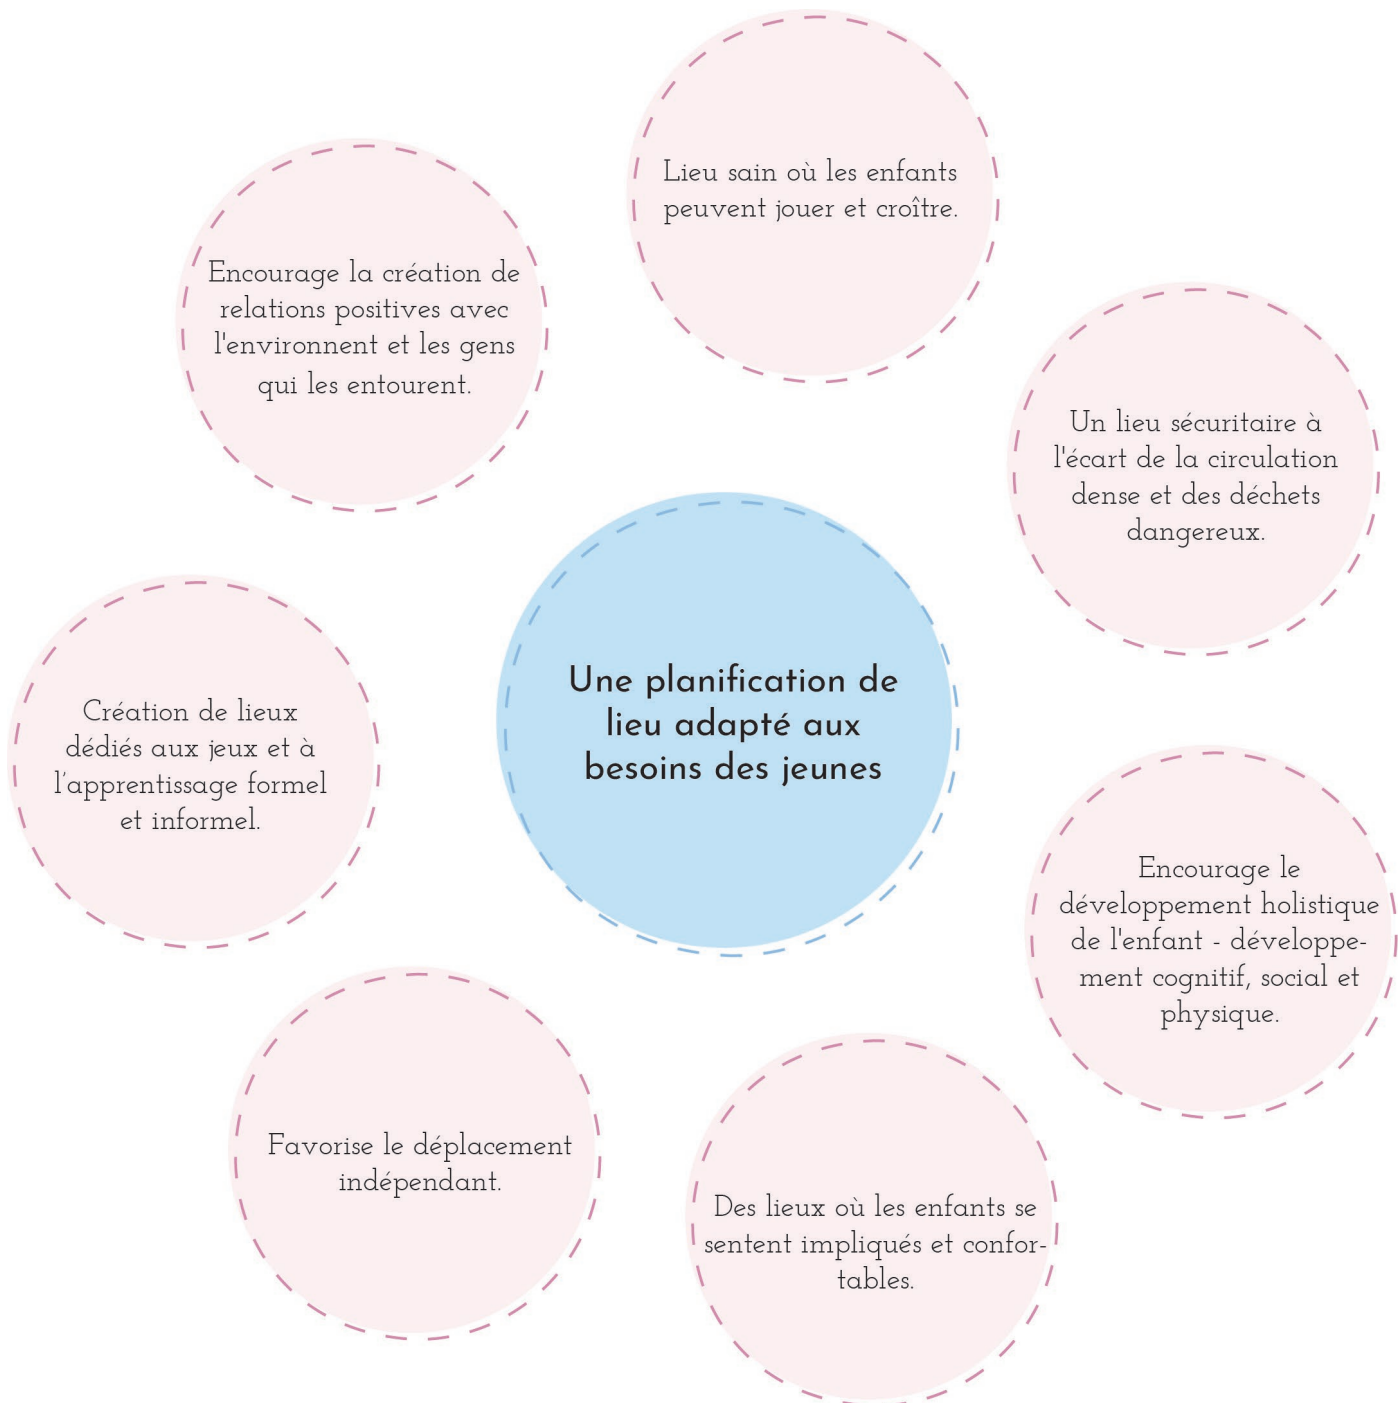 Lieu sain où les enfants
peuvent jouer et croître.
Encourage la création de
relations positives avec
l'environnent et les gens
qui les entourent.
Un lieu sécuritaire à
l'écart de la circulation
dense et des déchets
dangereux.
Une planification de
lieu adapté aux
besoins des jeunes
Création de lieux
dédiés aux jeux et à
l’apprentissage formel
et informel.
Encourage le
développement holistique
de l'enfant - développe-
ment cognitif, social et
physique.
Favorise le déplacement
indépendant.
Des lieux où les enfants se
sentent impliqués et confor-
tables.